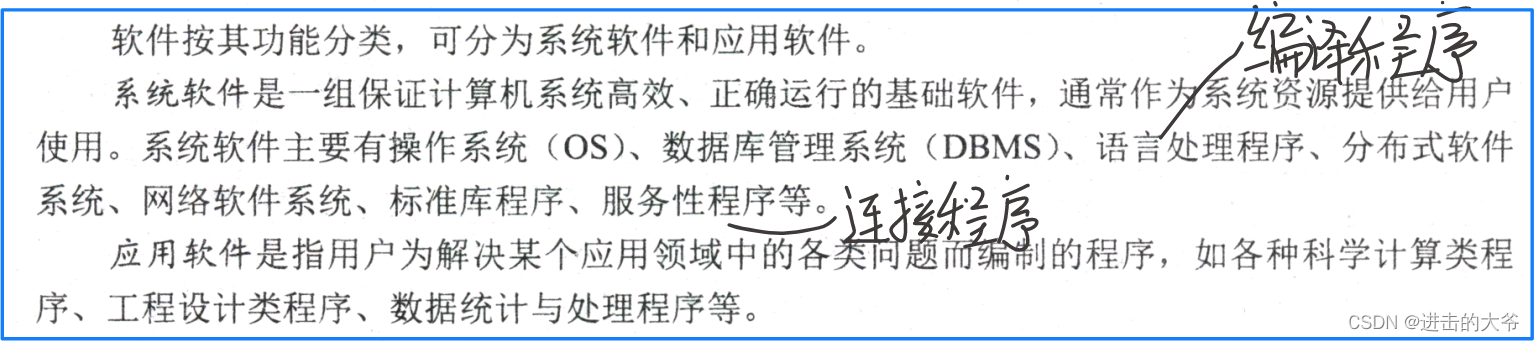 编译程序
软件按其功能分类，可分为系统软件和应用软件。
系统软件是一组保证计算机系统高效、正确运行的基础软件，通常作为系统资源提供给用户
使用。系统软件主要有操作系统（OS）、数据库管理系统（DBMS）、语言处理程序、分布式软件
系统、网络软件系统、标准库程序、服务性程序等。
连接程序
应用软件是指用户为解决某个应用领域中的各类问题而编制的程序，如各种科学计算类程
序、工程设计类程序、数据统计与处理程序等。
CSDN @进击的大爷